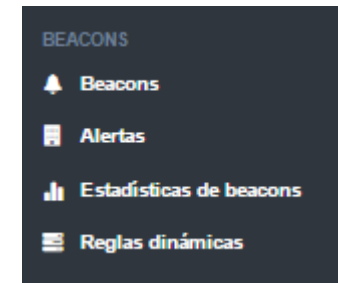 BEACONS
Beacons
Alertas
Estadísticas de beacons
Reglas dinámicas